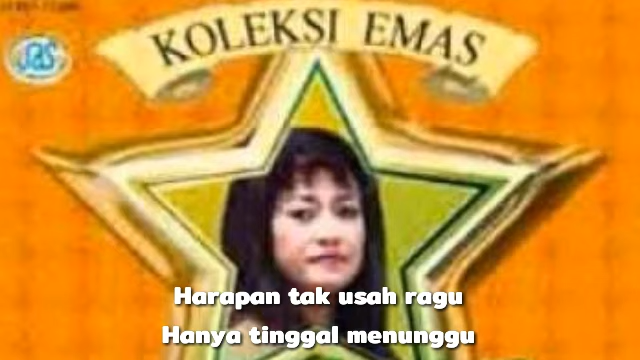 KOLEKSI EMAS
Harapan tak usah ragu
Hanya tinggal menunggu